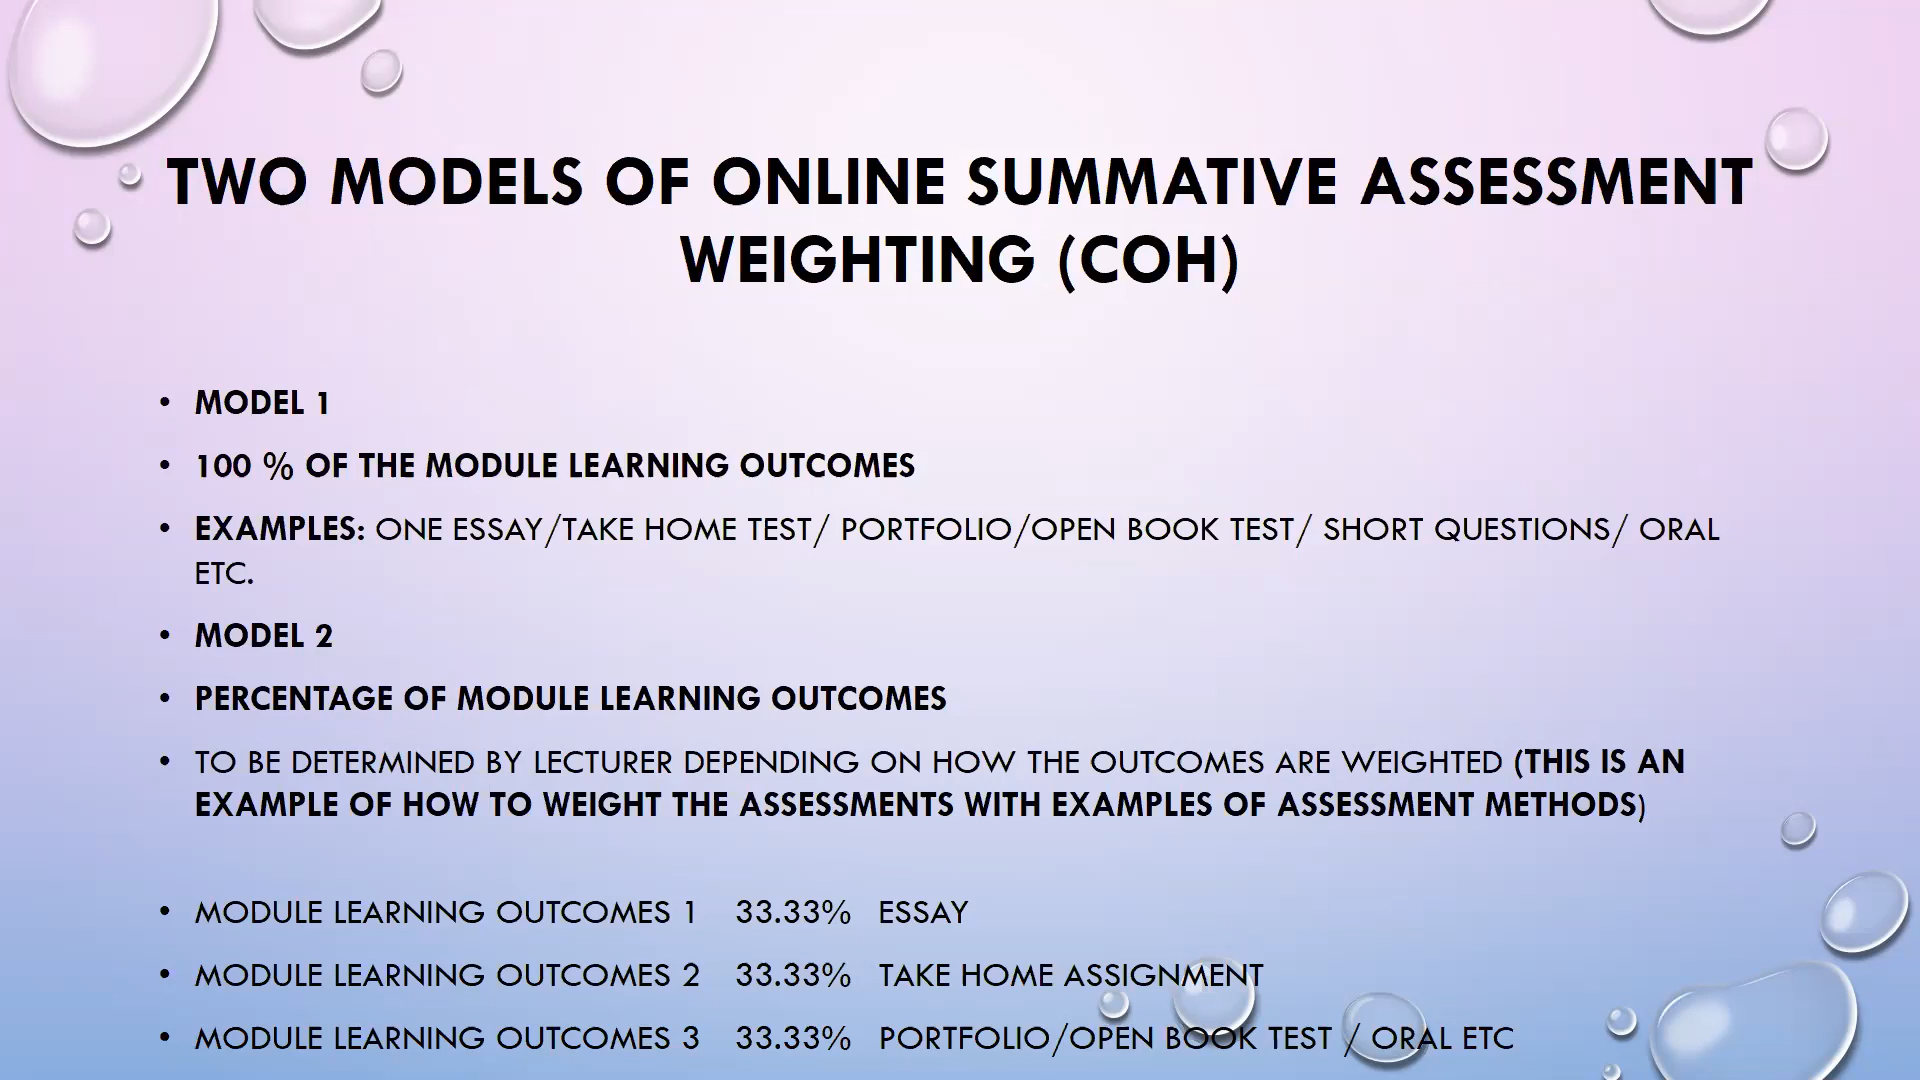 TWO MODELS OF ONLINE SUMMATIVE ASSESSMENT
WEIGHTING (COH)
• MODEL 1
• 100 % OF THE MODULE LEARNING OUTCOMES
• EXAMPLES: ONE ESSAY/TAKE HOME TEST/ PORTFOLIO/OPEN BOOK TEST/ SHORT QUESTIONS/ ORAL
ETC.
• MODEL 2
• PERCENTAGE OF MODULE LEARNING OUTCOMES
• TO BE DETERMINED BY LECTURER DEPENDING ON HOW THE OUTCOMES ARE WEIGHTED (THIS IS AN
EXAMPLE OF HOW TO WEIGHT THE ASSESSMENTS WITH EXAMPLES OF ASSESSMENT METHODS)
• MODULE LEARNING OUTCOMES 1 33.33% ESSAY
• MODULE LEARNING OUTCOMES 2 33.33% TAKE HOME ASSIGNMENT
• MODULE LEARNING OUTCOMES 3 33.33% PORTFOLIO/OPEN BOOK TEST / ORAL ETC